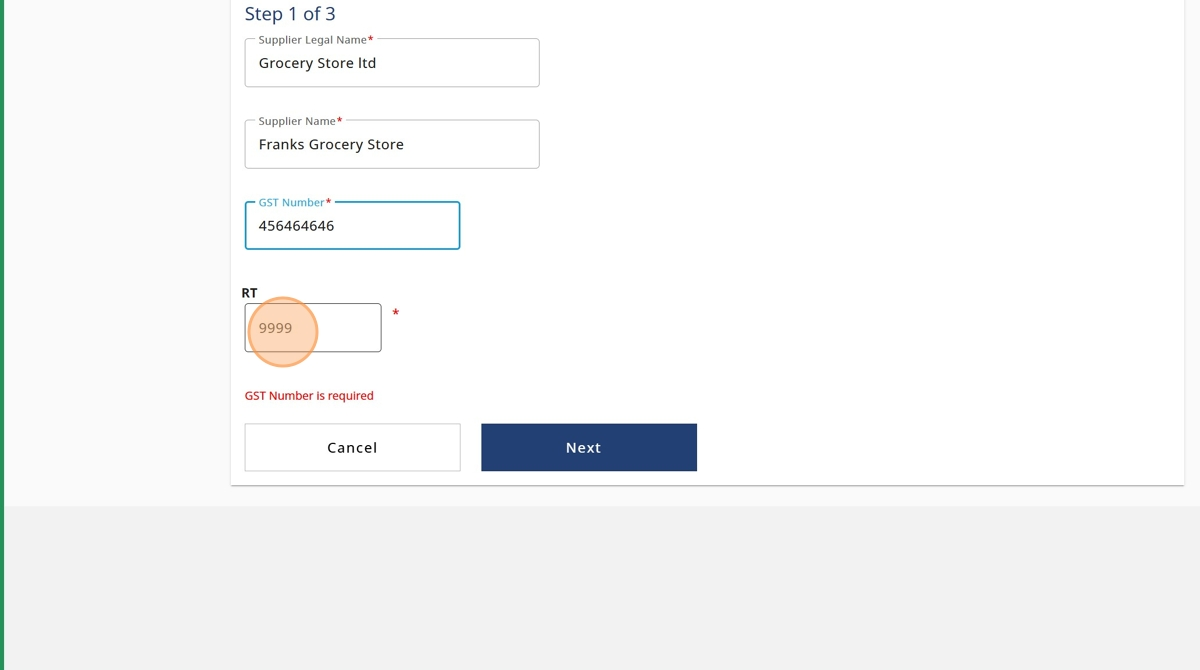 Step 1 of 3
Supplier Legal Name*
Grocery Store ltd
Supplier Name*
Franks Grocery Store
GST Number*
456464646
RT
9999 *
GST Number is required
Cancel Next